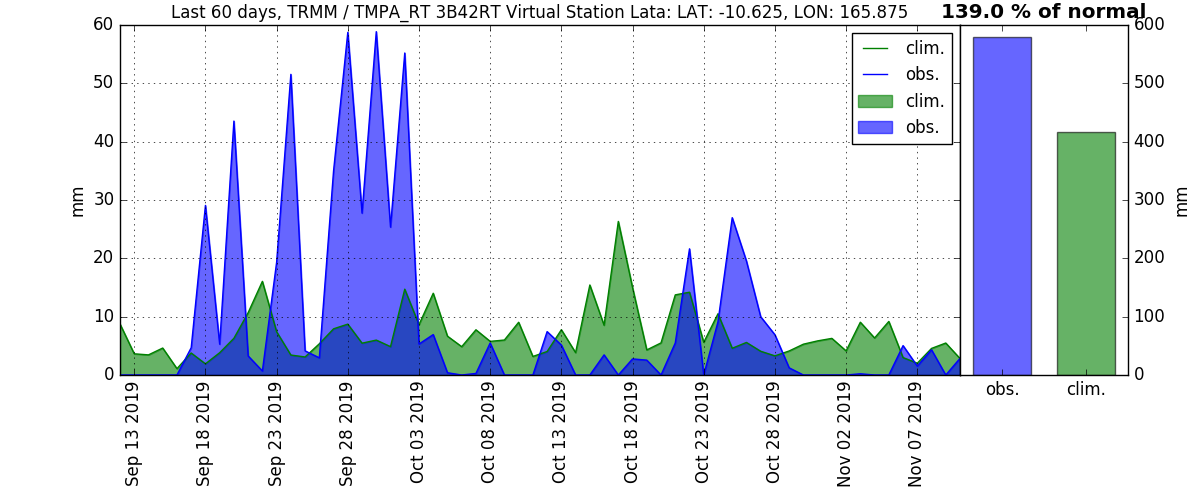 Last 60 days, TRMM / TMPA_RT 3B42RT Virtual Station Lata: LAT: -10.625, LON: 165.875
139.0 % of normal
60
50
40
30
20
10
0
mm
clim.
obs.
clim.
obs.
600
500
400
300
200
100
0
mm
Sep 13 2019
Sep 18 2019
Sep 23 2019
Sep 28 2019
Oct 03 2019
Oct 08 2019
Oct 13 2019
Oct 18 2019
Oct 23 2019
Oct 28 2019
Nov 02 2019
Nov 07 2019
obs.
clim.